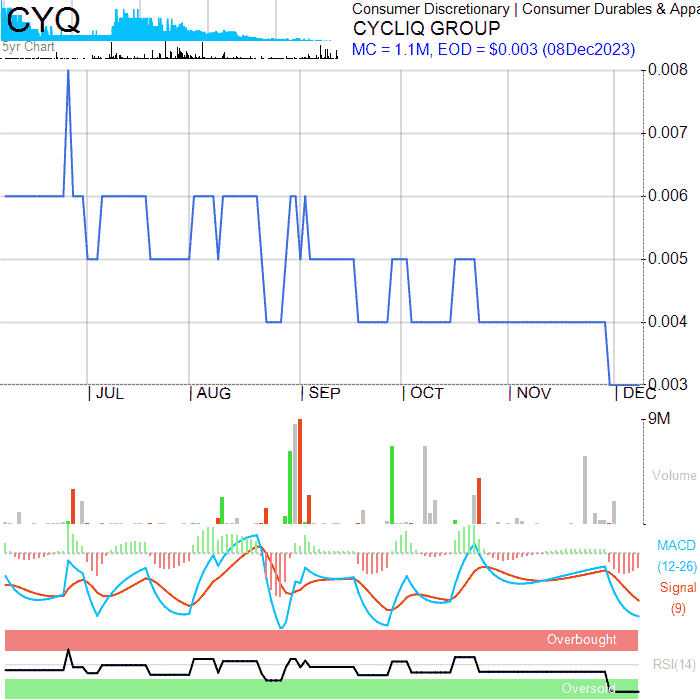 CYQ
5yr Chart
Consumer Discretionary | Consumer Durables & Appa
CYCLIQ GROUP
MC = 1.1M, EOD = $0.003 (08Dec2023)
0.008
0.007
0.006
0.005
0.004
0.003
JUL AUG SEP OCT NOV DEC
9M
Volume
MACD
(12-26)
Signal
(9)
Overbought
RSI(14)
Oversold